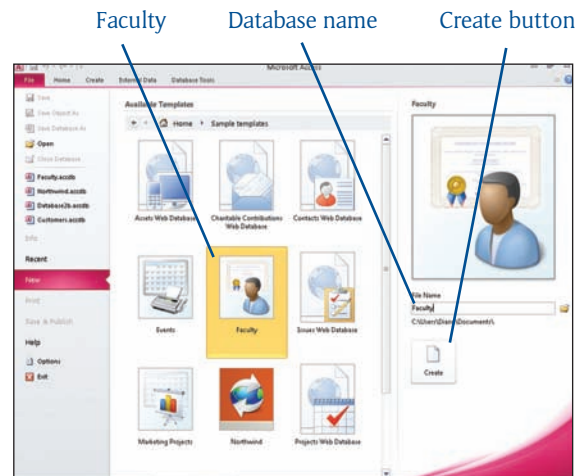 Faculty Database name Create button
Microsoft Access
File Home Create External Data Database Tools
Save
Save Object As
Save Database As
Open
Close Database
Faculty.accdb
Northwind.accdb
Database2b.accdb
Customers.accdb
Info
Recent
New
Print
Save & Publish
Help
Options
Exit
Available Templates
Home Sample templates
Assets Web Database
Charitable Contributions
Web Database
Contacts Web Database
Events
Faculty
Issues Web Database
Marketing Projects
Northwind
Projects Web Database
Faculty
File Name
Faculty
C:\Users\Diane\Documents\
Create